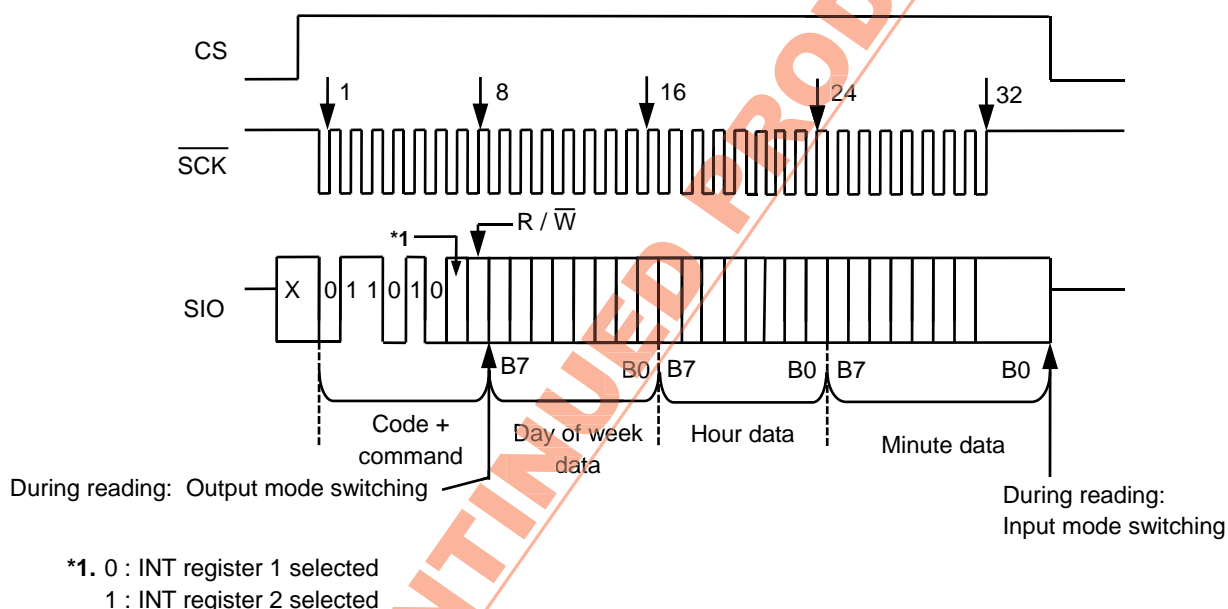 CS
1 8 16 24 32
SCK
R / W
*1
SIO
X 0 1 1 0 1 0
B7 B0 B7 B0 B7 B0
Code +
command
Day of week
data
Hour data
Minute data
During reading: Output mode switching
During reading:
Input mode switching
*1. 0 : INT register 1 selected
1 : INT register 2 selected
NTINUED PROD